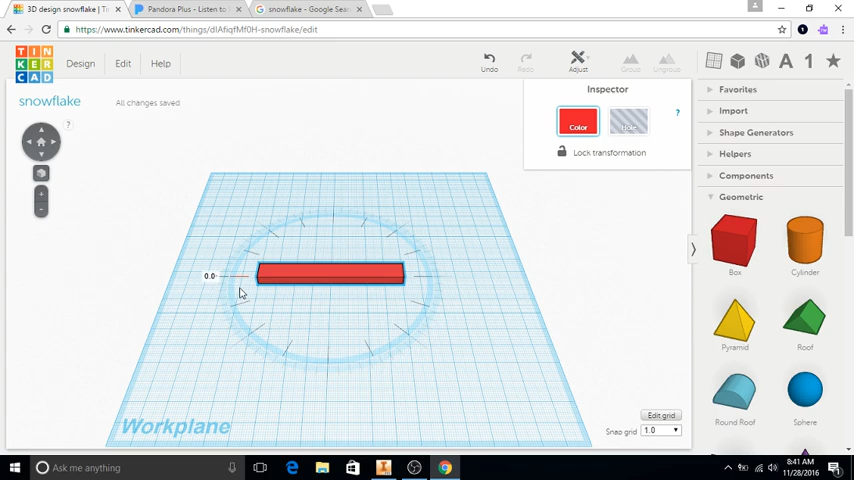 3D design snowflake | Ti
Pandora Plus - Listen to
snowflake - Google Sea
https://www.tinkercad.com/things/dIAfiqfMf0H-snowflake/edit
TIN
KER
CAD
Design
Edit
Help
Undo
Redo
Adjust
Group
Ungroup
snowflake
All changes saved
?
Inspector
Color
Hole
?
Lock transformation
Favorites
Import
Shape Generators
Helpers
Components
Geometric
Box
Cylinder
Pyramid
Roof
Round Roof
Sphere
0.0°
Workplane
Edit grid
Snap grid 1.0
Ask me anything
8:41 AM
11/28/2016